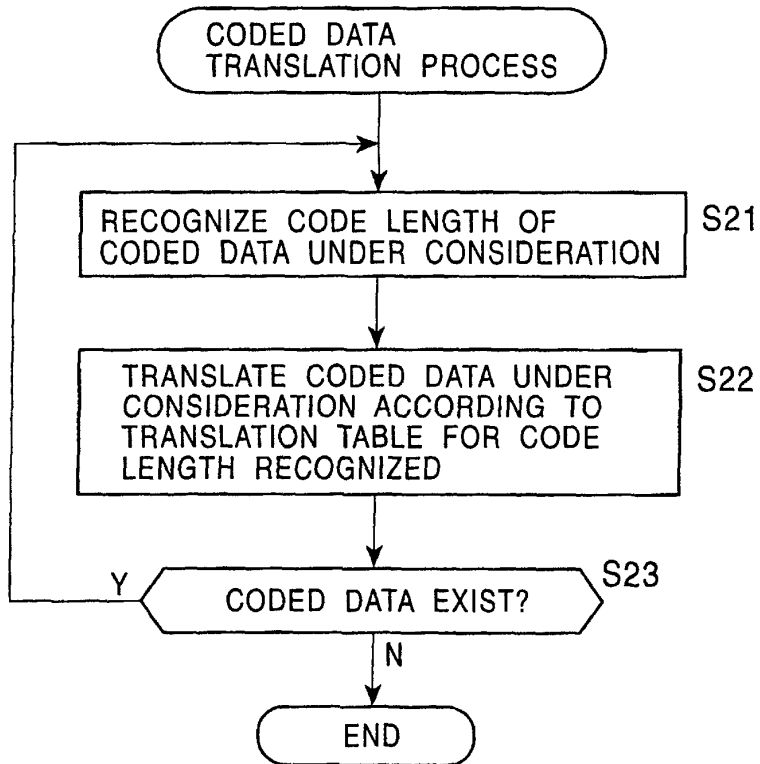 CODED DATA
TRANSLATION PROCESS
RECOGNIZE CODE LENGTH OF
CODED DATA UNDER CONSIDERATION
S21
TRANSLATE CODED DATA UNDER
CONSIDERATION ACCORDING TO
TRANSLATION TABLE FOR CODE
LENGTH RECOGNIZED
S22
CODED DATA EXIST?
S23
Y
N
END